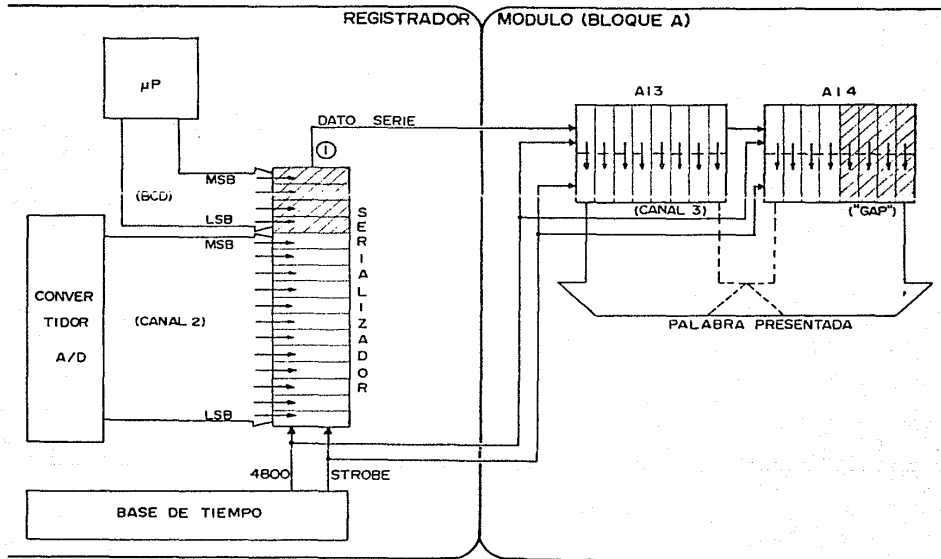 REGISTRADOR
MODULO (BLOQUE A)
µP
A13
A14
DATO SERIE
1
MSB
(BCD)
LSB
MSB
(CANAL 3)
("GAP")
CONVER
TIDOR
A/D
(CANAL 2)
SERIALIZADOR
PALABRA PRESENTADA
LSB
4800
STROBE
BASE DE TIEMPO